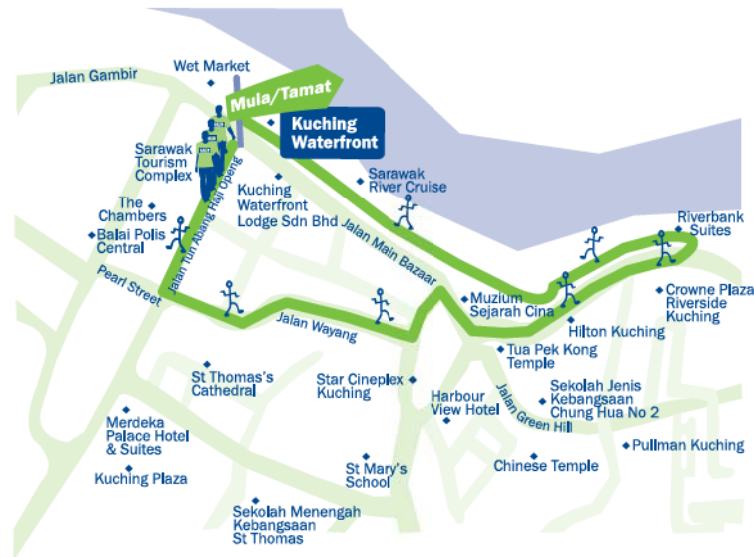 Jalan Gambir
Wet Market
Mula/Tamat
Kuching
Waterfront
Sarawak
Tourism
Complex
Jalan Tun Abang Haji Openg
Kuching
Waterfront
Lodge Sdn Bhd
Sarawak
River Cruise
Jalan Main Bazaar
The
Chambers
Balai Polis
Central
Riverbank
Suites
Pearl Street
Jalan Wayang
Muzium
Sejarah Cina
Crowne Plaza
Riverside
Kuching
Hilton Kuching
Tua Pek Kong
Temple
St Thomas's
Cathedral
Star Cineplex
Kuching
Harbour
View Hotel
Jalan Green Hill
Sekolah Jenis
Kebangsaan
Chung Hua No 2
Merdeka
Palace Hotel
& Suites
Kuching Plaza
St Mary's
School
Chinese Temple
Pullman Kuching
Sekolah Menengah
Kebangsaan
St Thomas